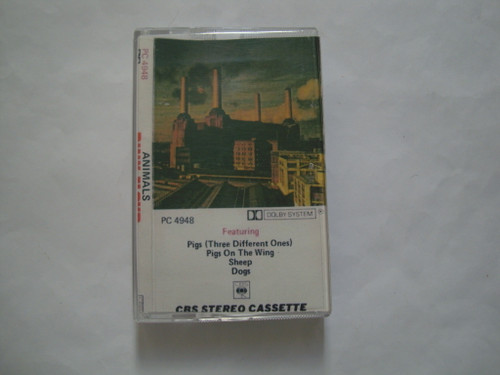 PC 4948
ANIMALS
PC 4948
DOLBY SYSTEM
Featuring
Pigs (Three Different Ones)
Pigs On The Wing
Sheep
Dogs
CBS STEREO CASSETTE